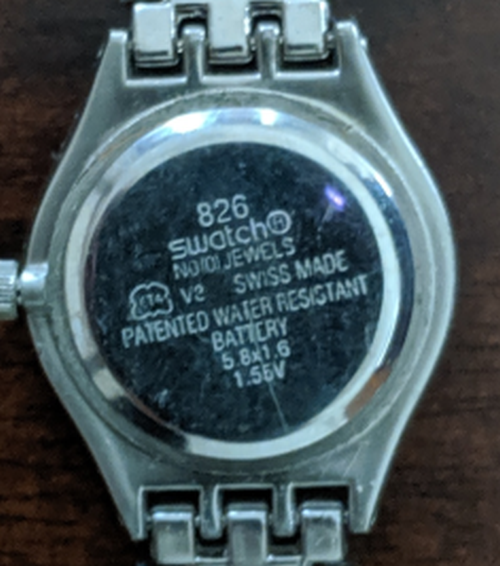 826
swatch®
NO(0) JEWELS
ETA V2 SWISS MADE
PATENTED WATER RESISTANT
BATTERY
5.8x1.6
1.55V